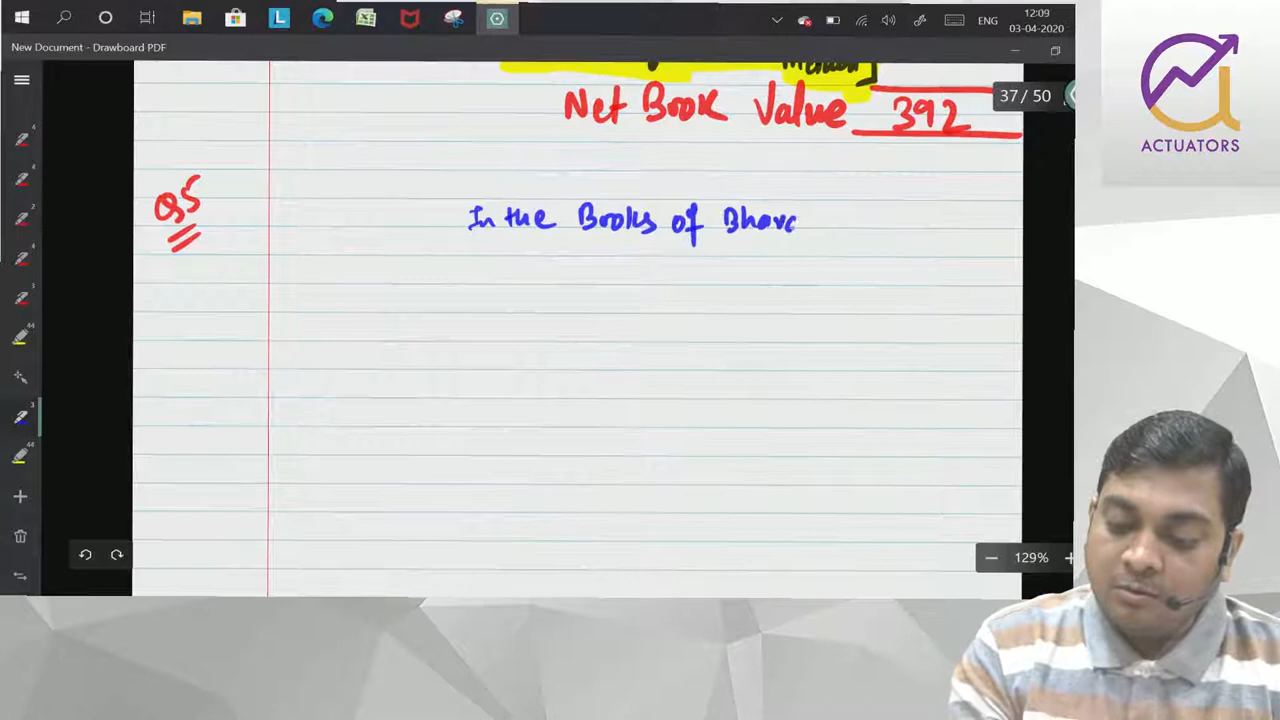 12:09
ENG
03-04-2020
New Document - Drawboard PDF
Net Book Value 392
37 / 50
ACTUATORS
Q5
In the Books of Bharc
129%